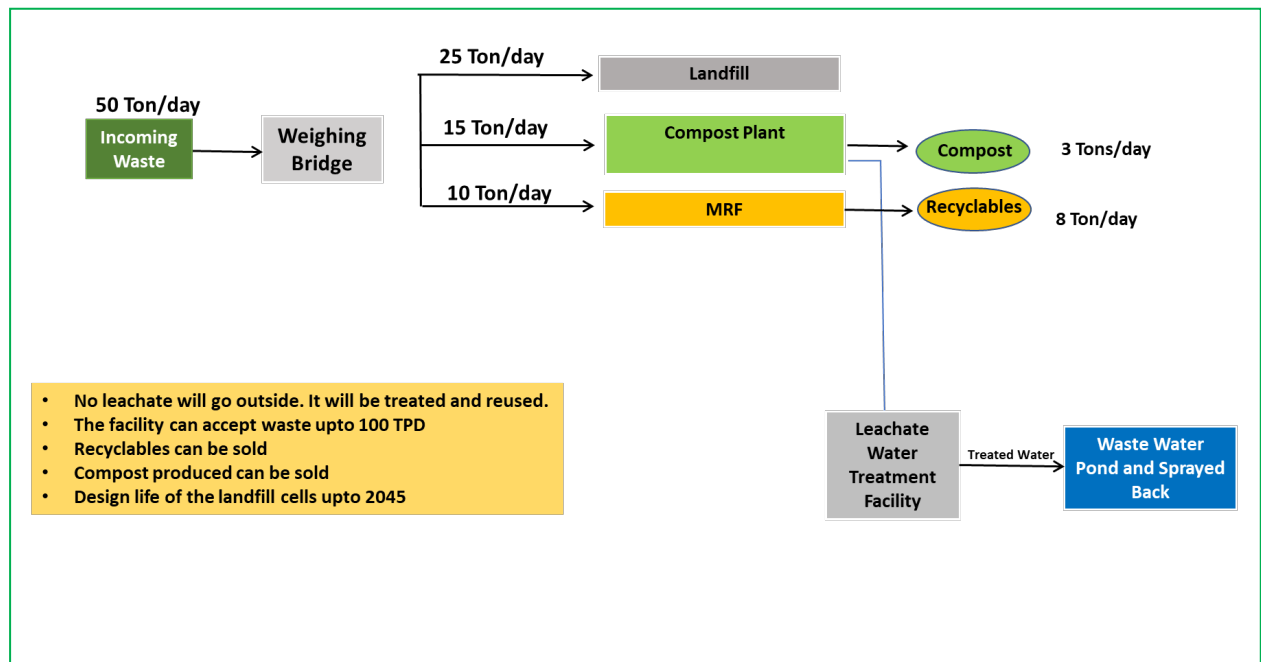 25 Ton/day
Landfill
50 Ton/day
Incoming
Waste
Weighing
Bridge
15 Ton/day
Compost Plant
Compost
3 Tons/day
10 Ton/day
MRF
Recyclables
8 Ton/day
• No leachate will go outside. It will be treated and reused.
• The facility can accept waste upto 100 TPD
• Recyclables can be sold
• Compost produced can be sold
• Design life of the landfill cells upto 2045
Leachate
Water
Treatment
Facility
Treated Water
Waste Water
Pond and Sprayed
Back